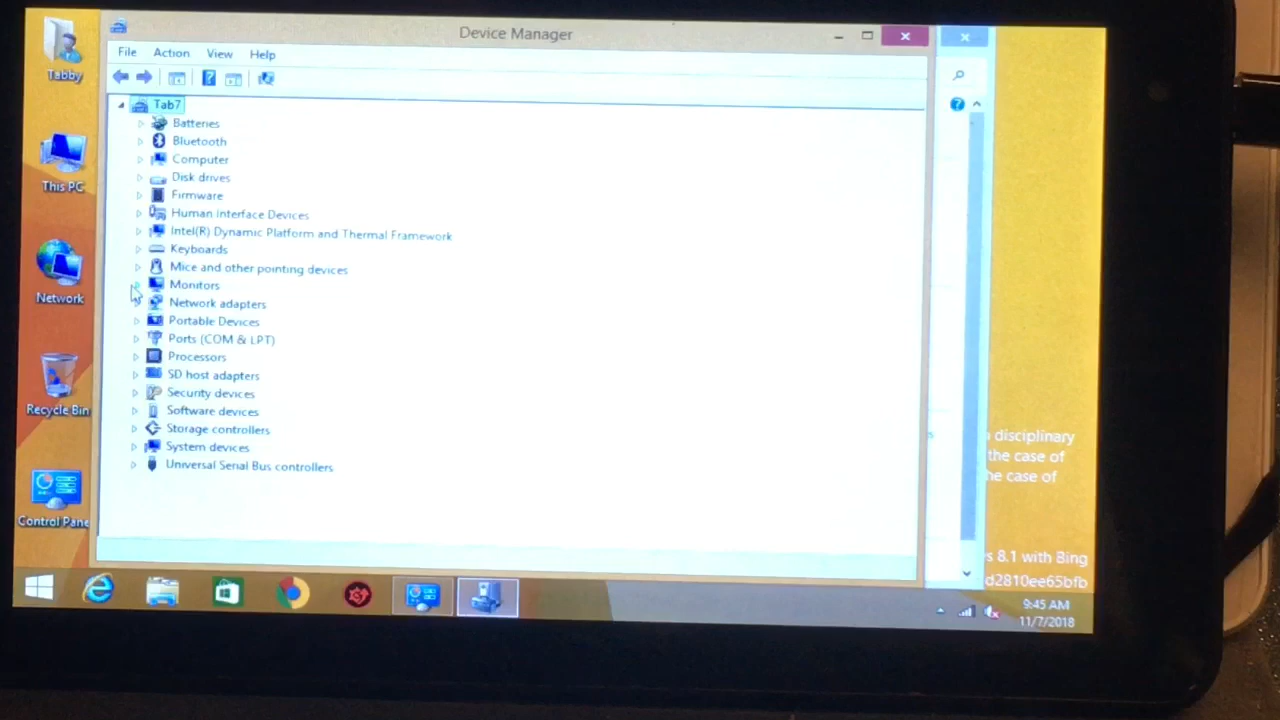 Device Manager
File Action View Help
Tab7
Batteries
Bluetooth
Computer
Disk drives
Firmware
Human Interface Devices
Intel(R) Dynamic Platform and Thermal Framework
Keyboards
Mice and other pointing devices
Monitors
Network adapters
Portable Devices
Ports (COM & LPT)
Processors
SD host adapters
Security devices
Software devices
Storage controllers
System devices
Universal Serial Bus controllers
Tabby
This PC
Network
Recycle Bin
Control Pane
disciplinary
the case of
he case of
s 8.1 with Bing
d2810ee65bfb
9:45 AM
11/7/2018